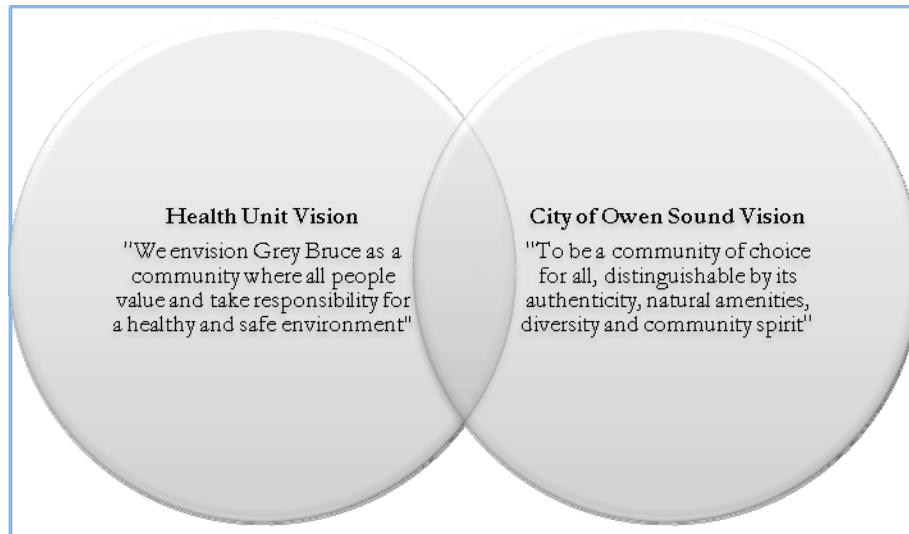 Health Unit Vision
"We envision Grey Bruce as a
community where all people
value and take responsibility for
a healthy and safe environment"
City of Owen Sound Vision
"To be a community of choice
for all, distinguishable by its
authenticity, natural amenities,
diversity and community spirit"